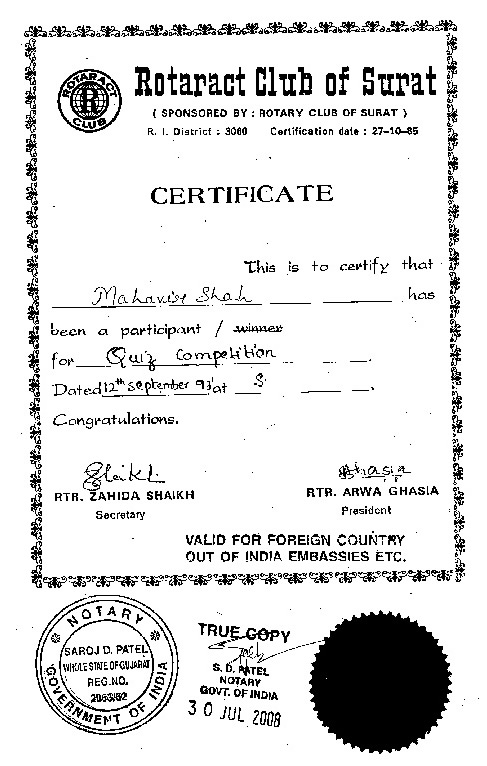 ROTARACT
R
CLUB
Rotaract Club of Surat
( SPONSORED BY : ROTARY CLUB OF SURAT )
R. I. District : 3060 Certification date : 27-10-85
CERTIFICATE
This is to certify that
Mahavir Shah has
been a participant / winner
for Quiz Competition
Dated 12th September 93' at S
Congratulations.
Shaikh
Ghasia
RTR. ZAHIDA SHAIKH
RTR. ARWA GHASIA
Secretary
President
VALID FOR FOREIGN COUNTRY
OUT OF INDIA EMBASSIES ETC.
NOTARY
SAROJ D. PATEL
WHOLE STATE OF GUJARAT
REG.NO.
GOVERNMENT OF INDIA
TRUE COPY
S. D. PATEL
NOTARY
GOVT. OF INDIA
30 JUL 2008